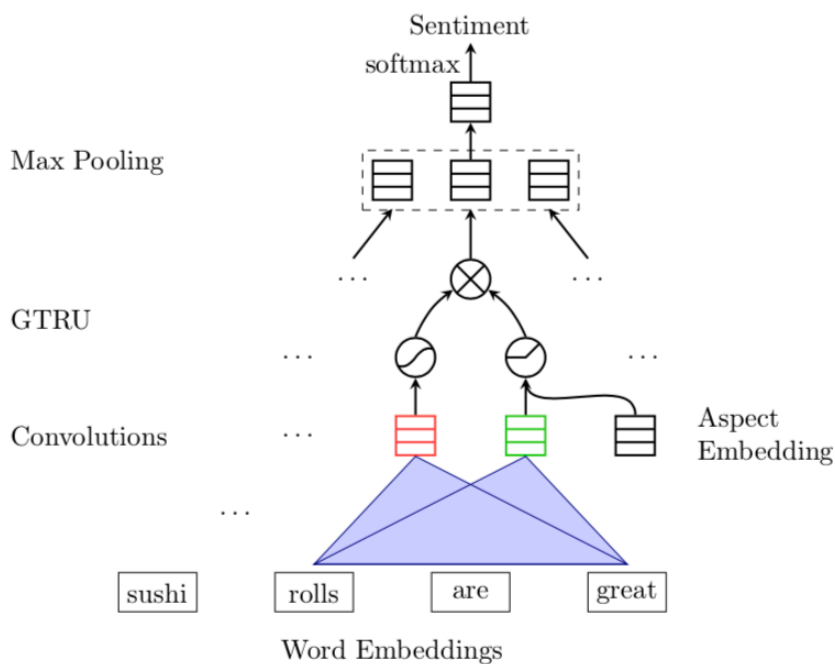 Sentiment
softmax
Max Pooling
... ...
GTRU
... ...
Convolutions ... Aspect
Embedding
...
sushi rolls are great
Word Embeddings